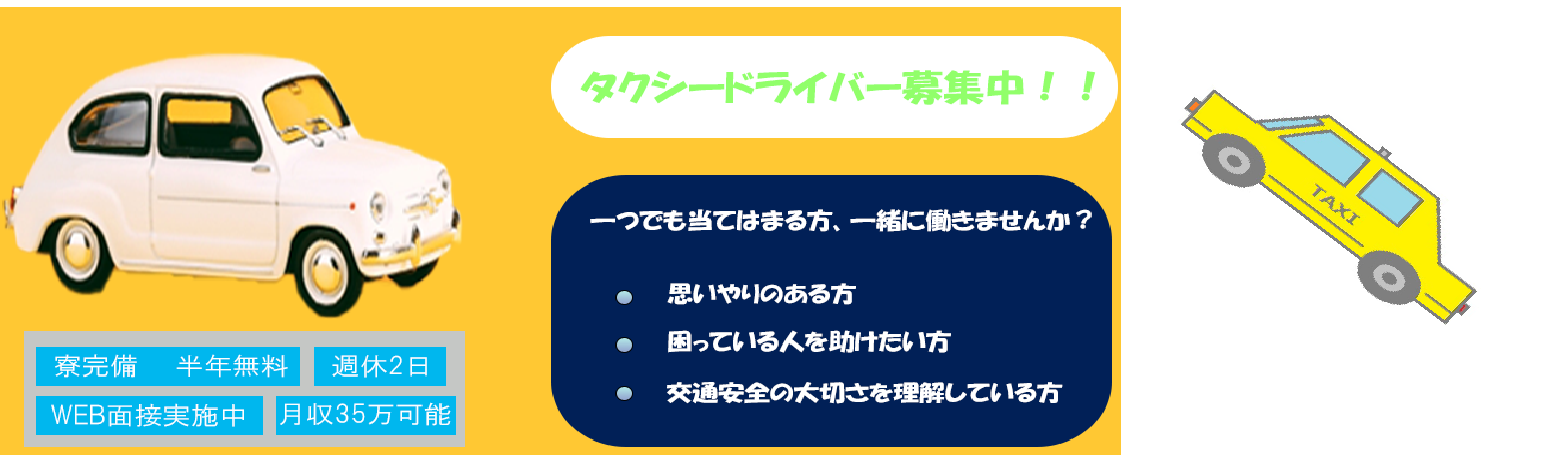 タクシードライバー募集中！！
一つでも当てはまる方、一緒に働きませんか？
思いやりのある方
困っている人を助けたい方
交通安全の大切さを理解している方
寮完備　半年無料
週休2日
WEB面接実施中
月収35万可能
TAXI